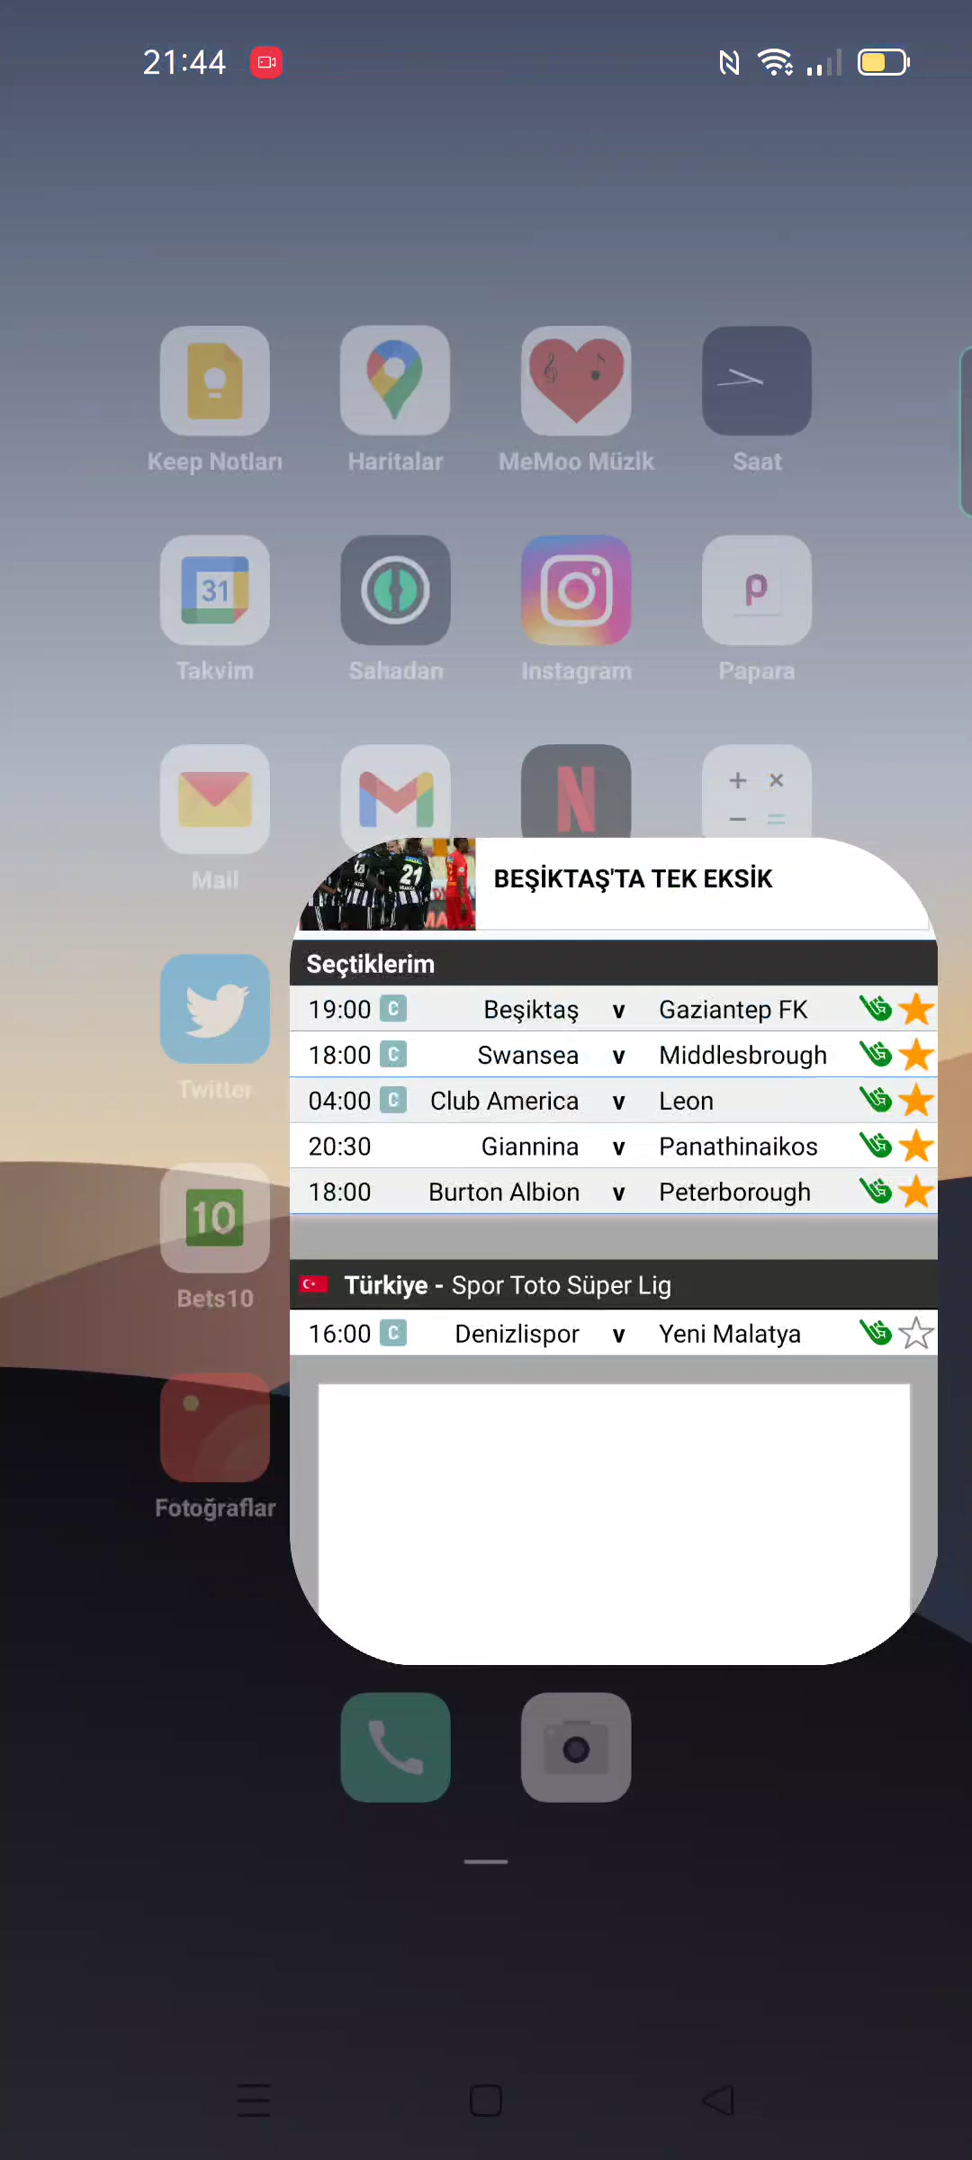 21:44
Keep Notları
Haritalar
MeMoo Müzik
Saat
31
Takvim
Sahadan
Instagram
p
Papara
N
+ ×
− =
Mail
BEŞİKTAŞ'TA TEK EKSİK
21
Seçtiklerim
19:00 C Beşiktaş v Gaziantep FK
18:00 C Swansea v Middlesbrough
04:00 C Club America v Leon
20:30 Giannina v Panathinaikos
18:00 Burton Albion v Peterborough
Türkiye - Spor Toto Süper Lig
16:00 C Denizlispor v Yeni Malatya
Twitter
10
Bets10
Fotoğraflar